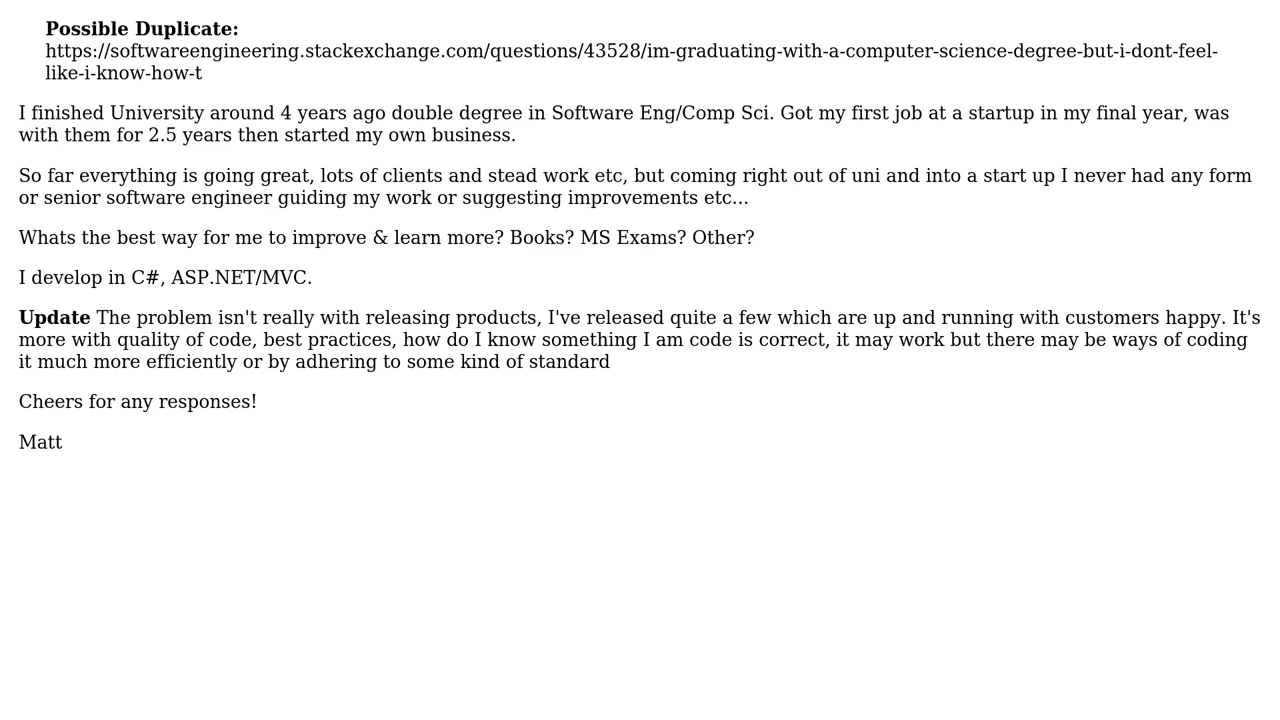 Possible Duplicate:
https://softwareengineering.stackexchange.com/questions/43528/im-graduating-with-a-computer-science-degree-but-i-dont-feel-
like-i-know-how-t
I finished University around 4 years ago double degree in Software Eng/Comp Sci. Got my first job at a startup in my final year, was
with them for 2.5 years then started my own business.
So far everything is going great, lots of clients and stead work etc, but coming right out of uni and into a start up I never had any form
or senior software engineer guiding my work or suggesting improvements etc...
Whats the best way for me to improve & learn more? Books? MS Exams? Other?
I develop in C#, ASP.NET/MVC.
Update The problem isn't really with releasing products, I've released quite a few which are up and running with customers happy. It's
more with quality of code, best practices, how do I know something I am code is correct, it may work but there may be ways of coding
it much more efficiently or by adhering to some kind of standard
Cheers for any responses!
Matt